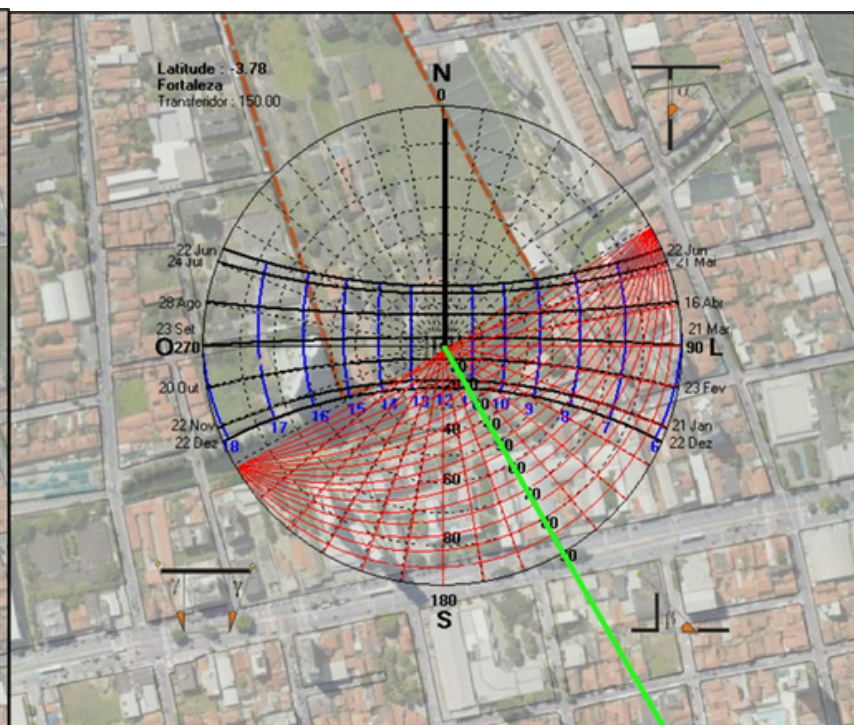 Latitude : -3.78
Fortaleza
Transferidor : 150.00
N
0
α
22 Jun
24 Jul
28 Ago
23 Set
O 270
20 Out
22 Nov
22 Dez
22 Jun
21 Mai
16 Abr
21 Mar
90 L
23 Fev
21 Jan
22 Dez
18
17
16
15
14
13
12
10
9
8
7
6
40
60
80
180
S
γ
γ
β